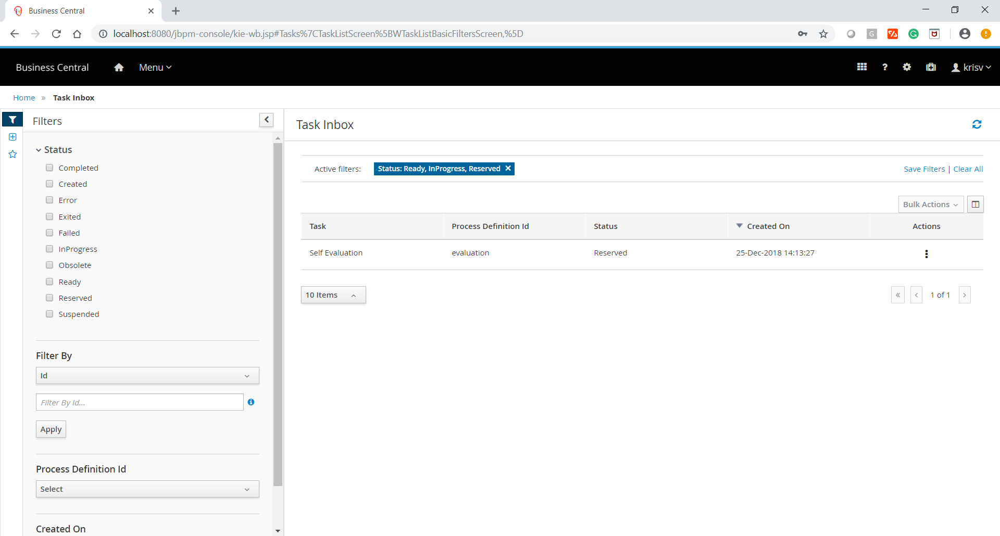 Business Central
localhost:8080/jbpm-console/kie-wb.jsp#Tasks%7CTaskListScreen%5BWTaskListBasicFiltersScreen,%5D
Business Central Menu ? krisv
Home » Task Inbox
Filters
Status
Completed
Created
Error
Exited
Failed
InProgress
Obsolete
Ready
Reserved
Suspended
Filter By
Id
Filter By Id...
Apply
Process Definition Id
Select
Created On
Task Inbox
Active filters: Status: Ready, InProgress, Reserved ✕ Save Filters | Clear All
Bulk Actions
Task Process Definition Id Status Created On Actions
Self Evaluation evaluation Reserved 25-Dec-2018 14:13:27
10 Items « ‹ 1 of 1 ›